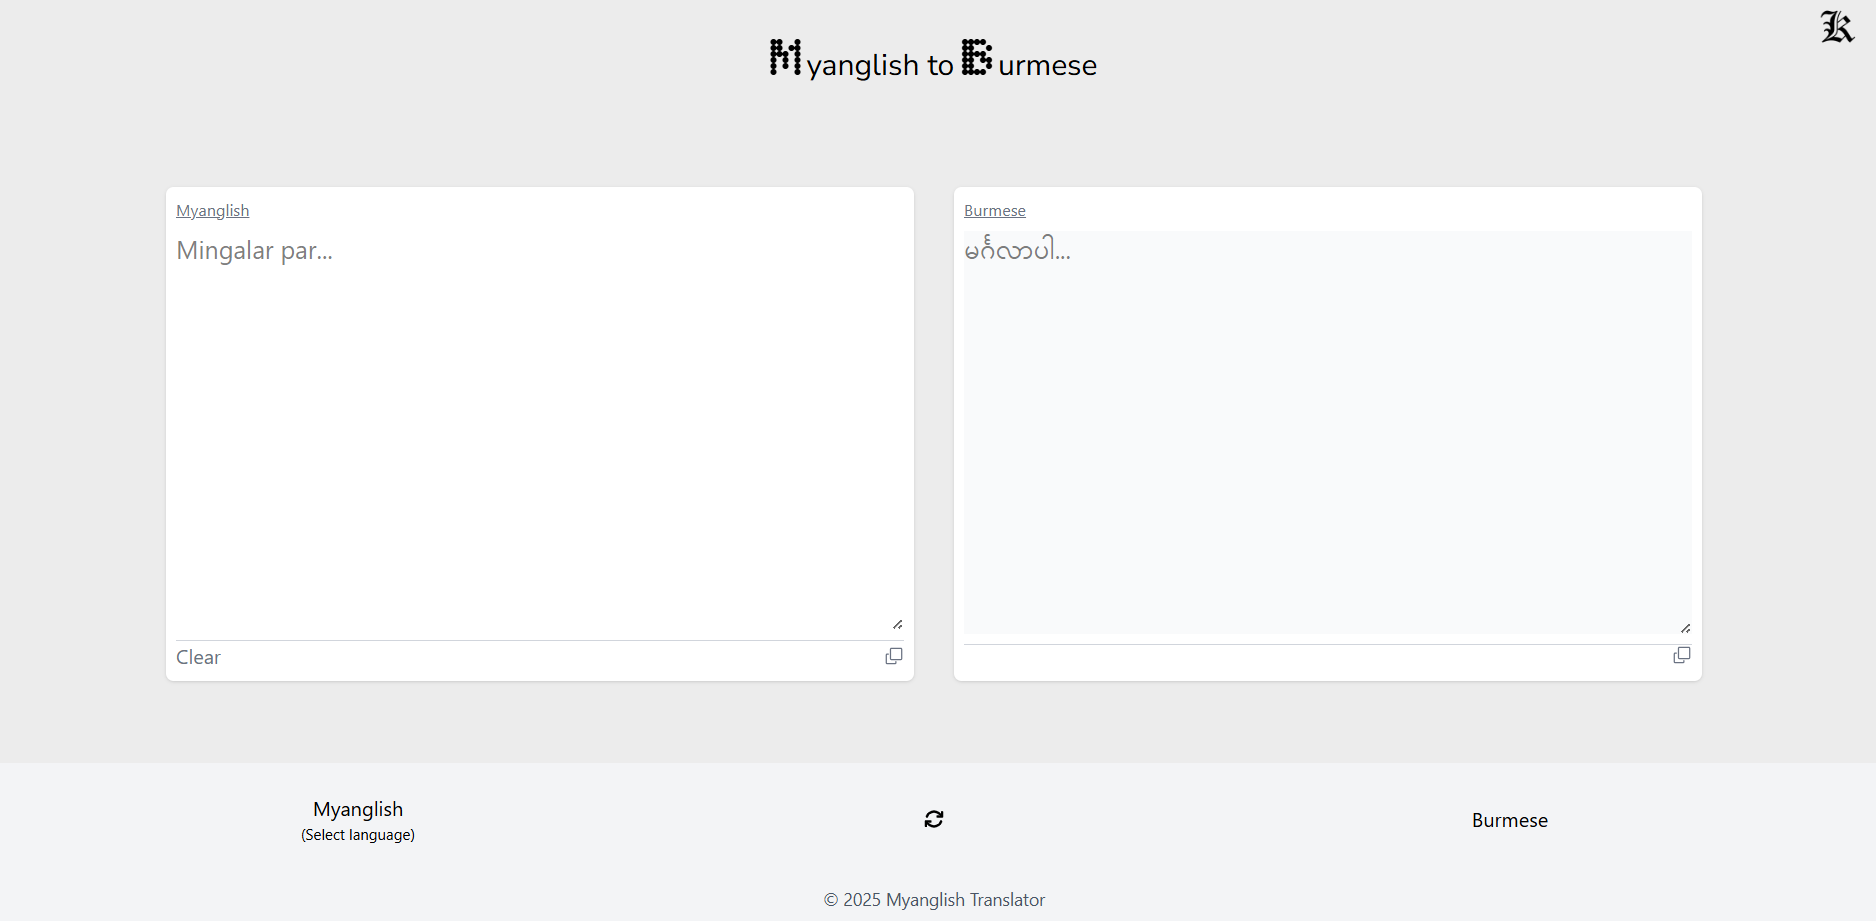 K
Myanglish to Burmese
Myanglish
Mingalar par...
Clear
Burmese
မင်္ဂလာပါ...
Myanglish
(Select language)
Burmese
© 2025 Myanglish Translator